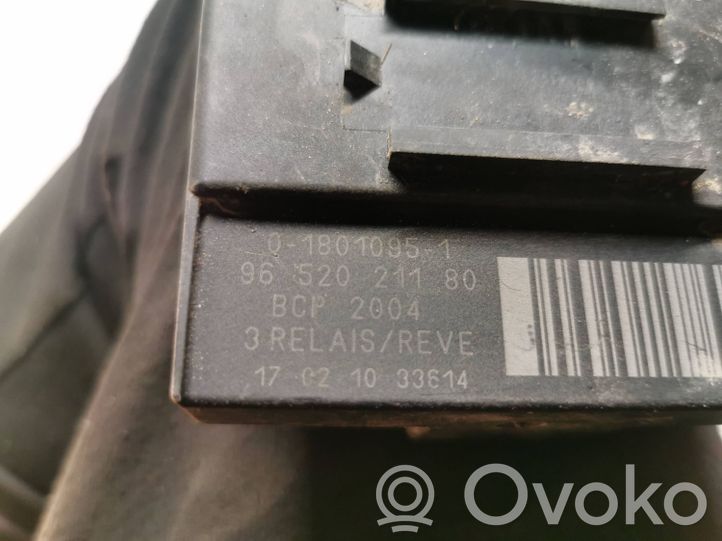 0-1801095-1
96 520 211 80
BCP 2004
3 RELAIS/REVE
17 02 10 33614
Ovoko